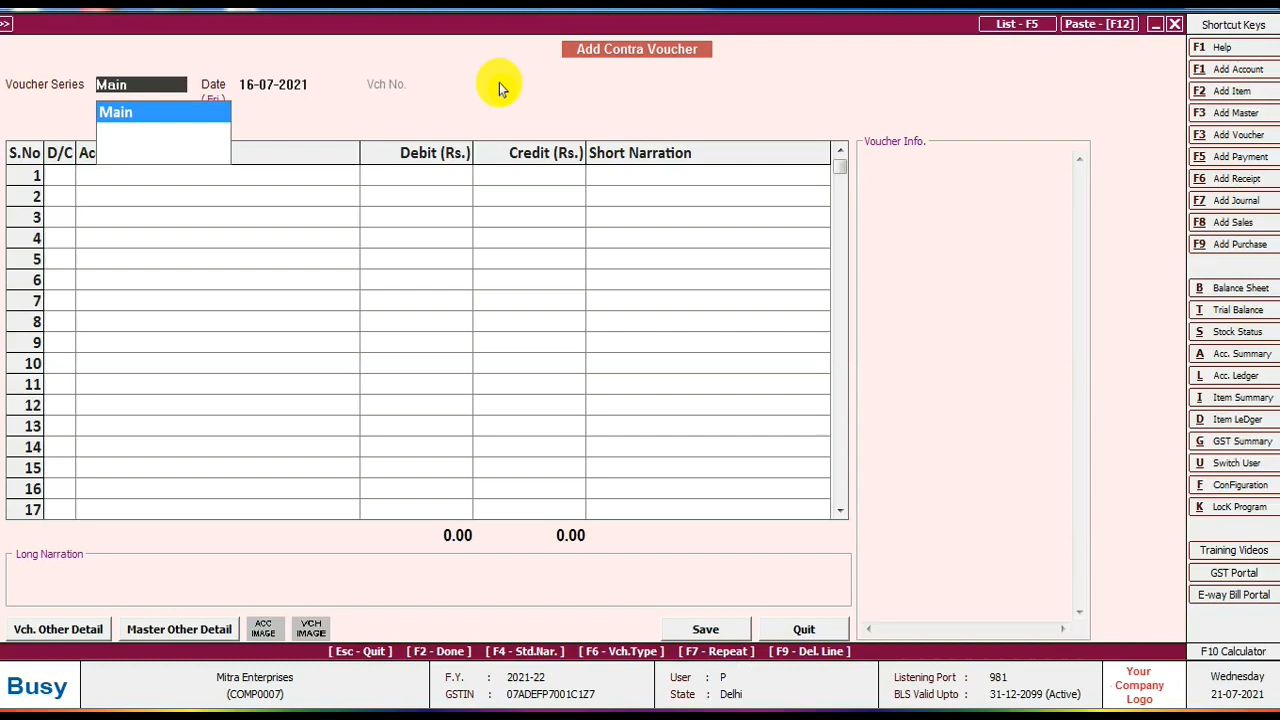 >> List - F5 Paste - [F12] Shortcut Keys
Add Contra Voucher
Voucher Series Main Date 16-07-2021 Vch No.
(Fri)
Main
S.No D/C Ac Debit (Rs.) Credit (Rs.) Short Narration
1
2
3
4
5
6
7
8
9
10
11
12
13
14
15
16
17
0.00 0.00
Voucher Info.
Long Narration
Vch. Other Detail Master Other Detail ACC IMAGE VCH IMAGE Save Quit
[ Esc - Quit ] [ F2 - Done ] [ F4 - Std.Nar. ] [ F6 - Vch.Type ] [ F7 - Repeat ] [ F9 - Del. Line ]
F1 Help
F1 Add Account
F2 Add Item
F3 Add Master
F3 Add Voucher
F5 Add Payment
F6 Add Receipt
F7 Add Journal
F8 Add Sales
F9 Add Purchase
B Balance Sheet
T Trial Balance
S Stock Status
A Acc. Summary
L Acc. Ledger
I Item Summary
D Item LeDger
G GST Summary
U Switch User
F ConFiguration
K LocK Program
Training Videos
GST Portal
E-way Bill Portal
F10 Calculator
Busy
Mitra Enterprises
(COMP0007)
F.Y. : 2021-22
GSTIN : 07ADEFP7001C1Z7
User : P
State : Delhi
Listening Port : 981
BLS Valid Upto : 31-12-2099 (Active)
Your
Company
Logo
Wednesday
21-07-2021